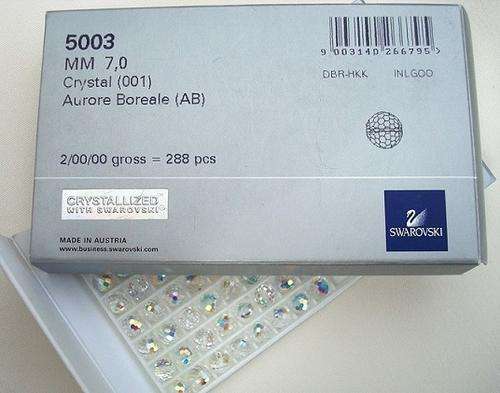 5003
MM 7,0
Crystal (001)
Aurore Boreale (AB)
9 003140 266795 >
DBR-HKK INLGOO
2/00/00 gross = 288 pcs
CRYSTALLIZED™
WITH SWAROVSKI
SWAROVSKI
MADE IN AUSTRIA
www.business.swarovski.com